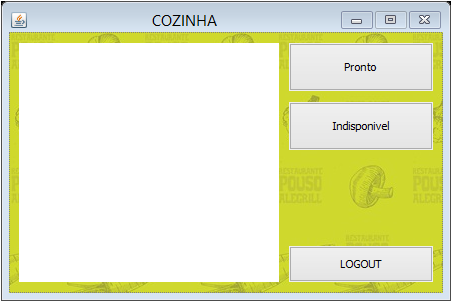 COZINHA
Pronto
Indisponivel
RESTAURANTE
POUSO
ALEGRILL
LOGOUT